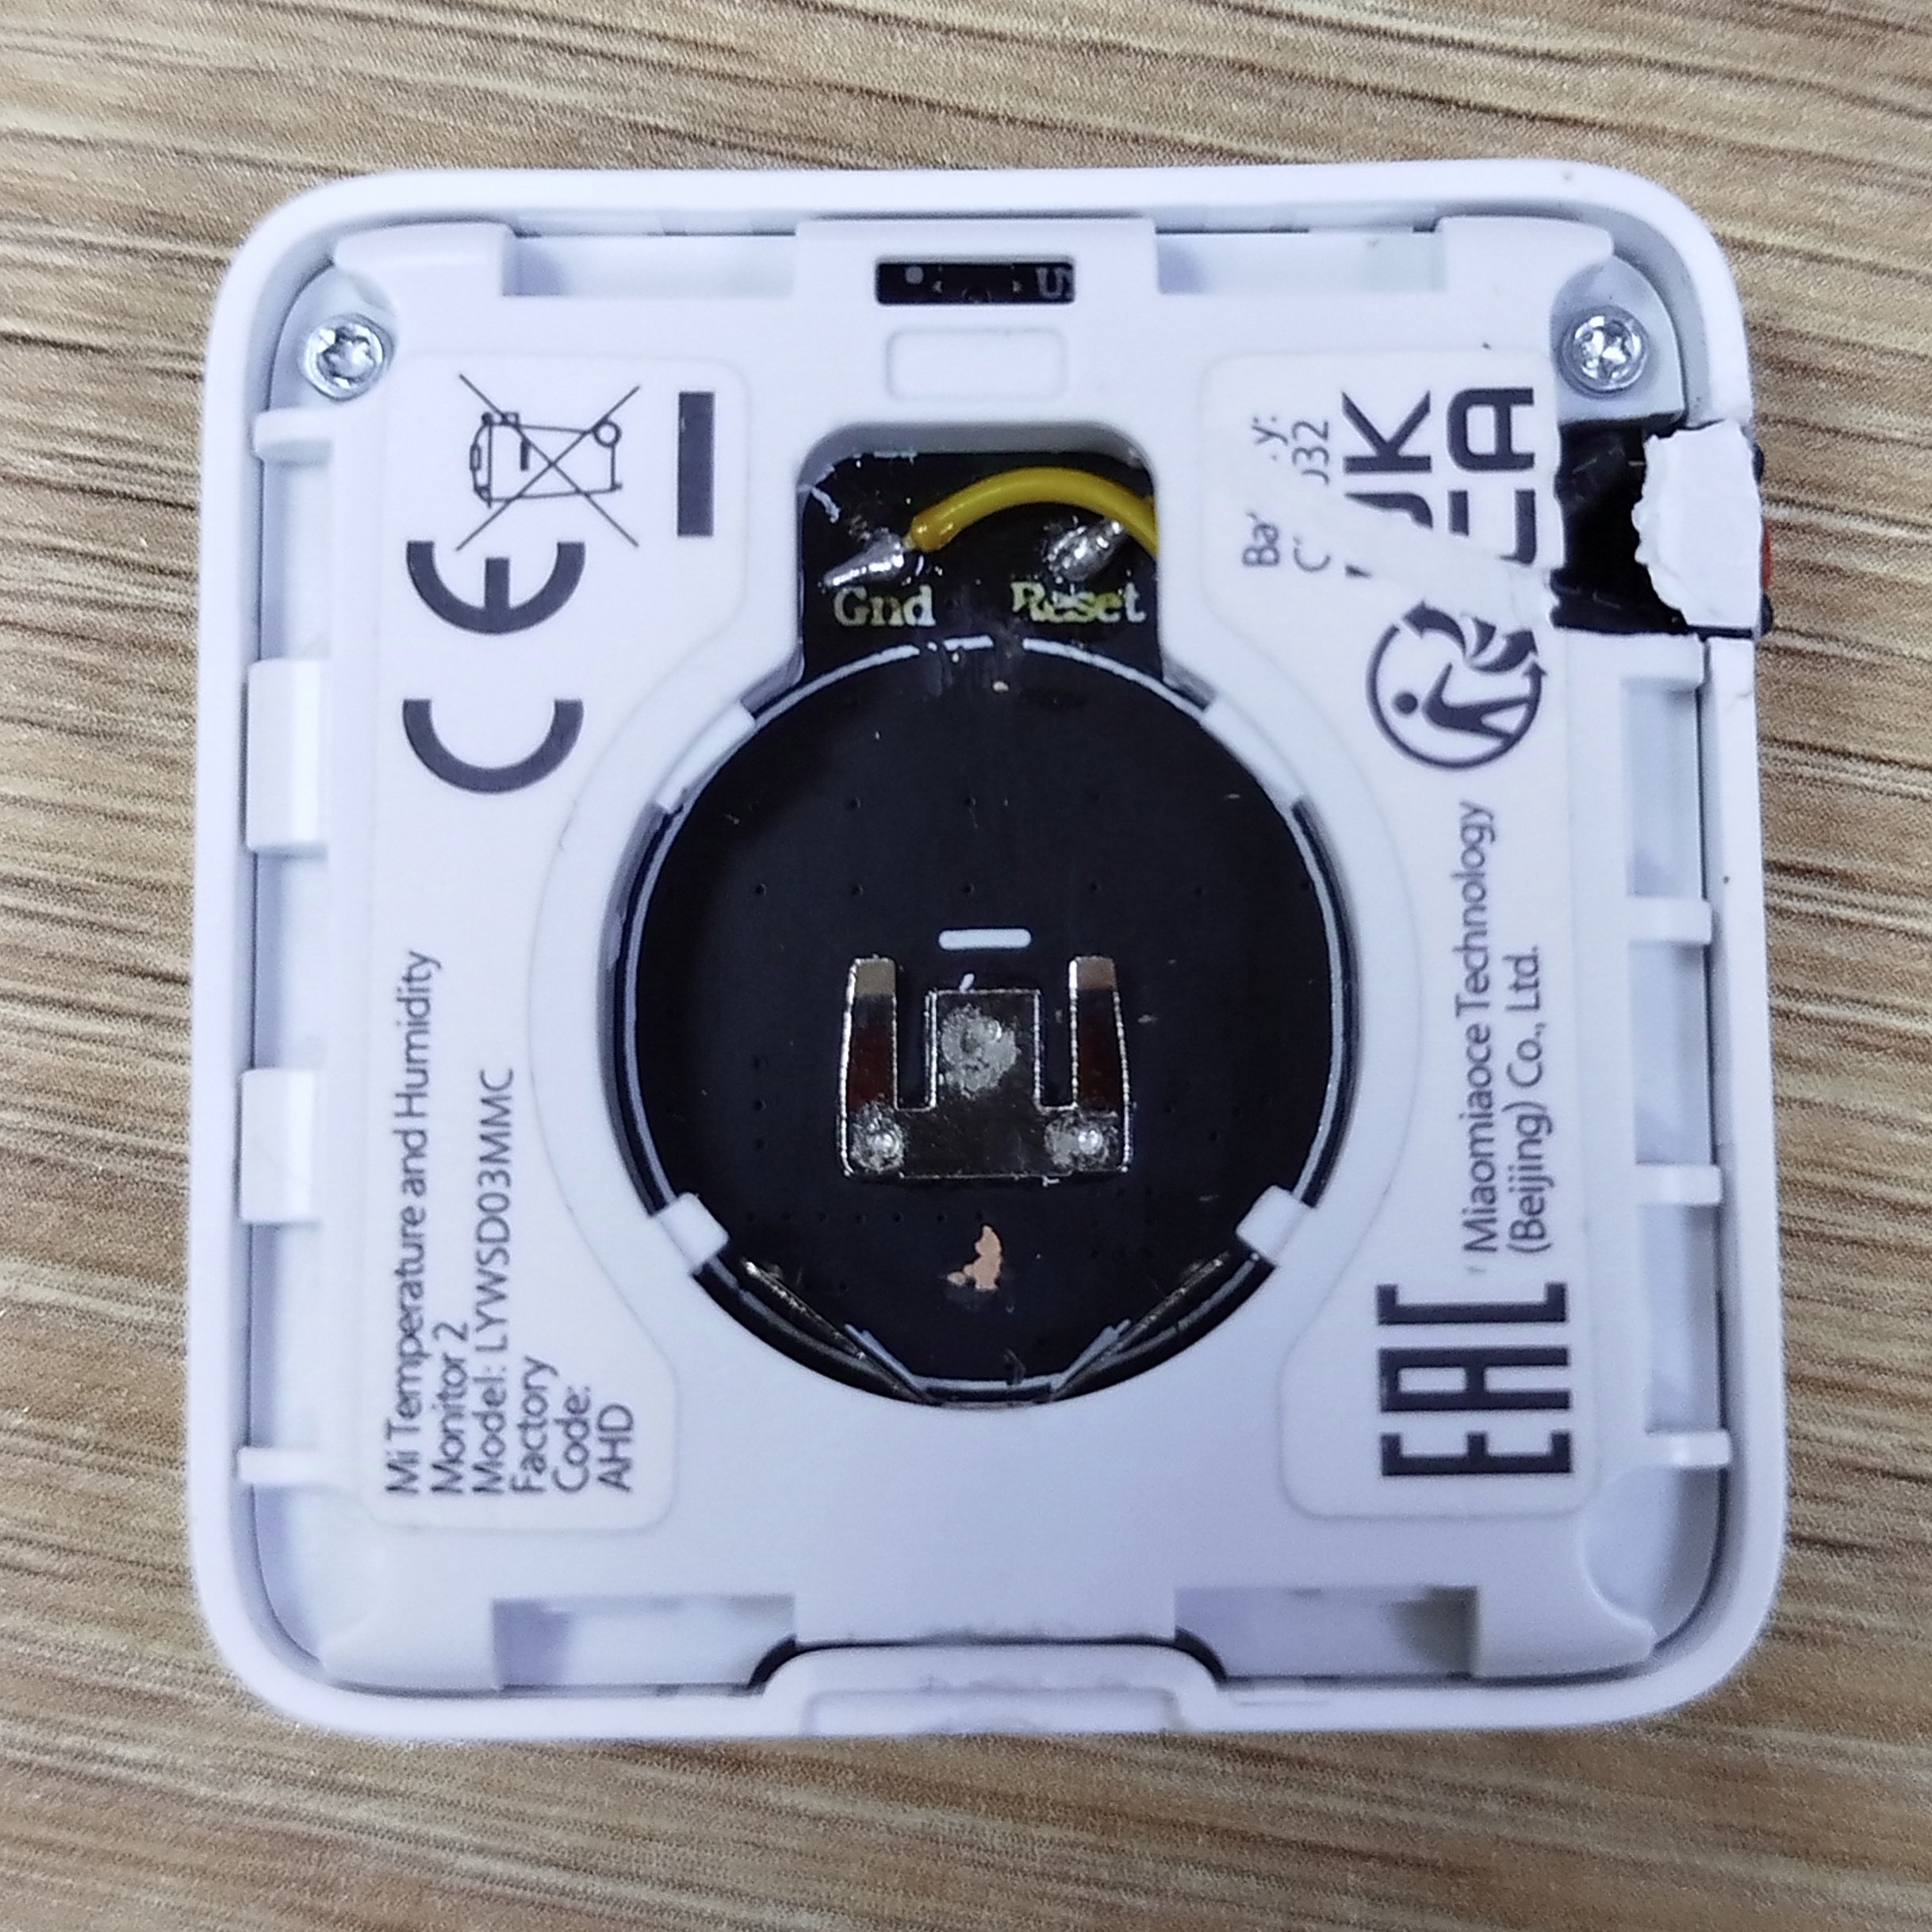 Mi Temperature and Humidity
Monitor 2
Model: LYWSD03MMC
Factory
Code:
AHD
CE
Gnd
Reset
EAC
Miaomiaoce Technology
(Beijing) Co., Ltd.